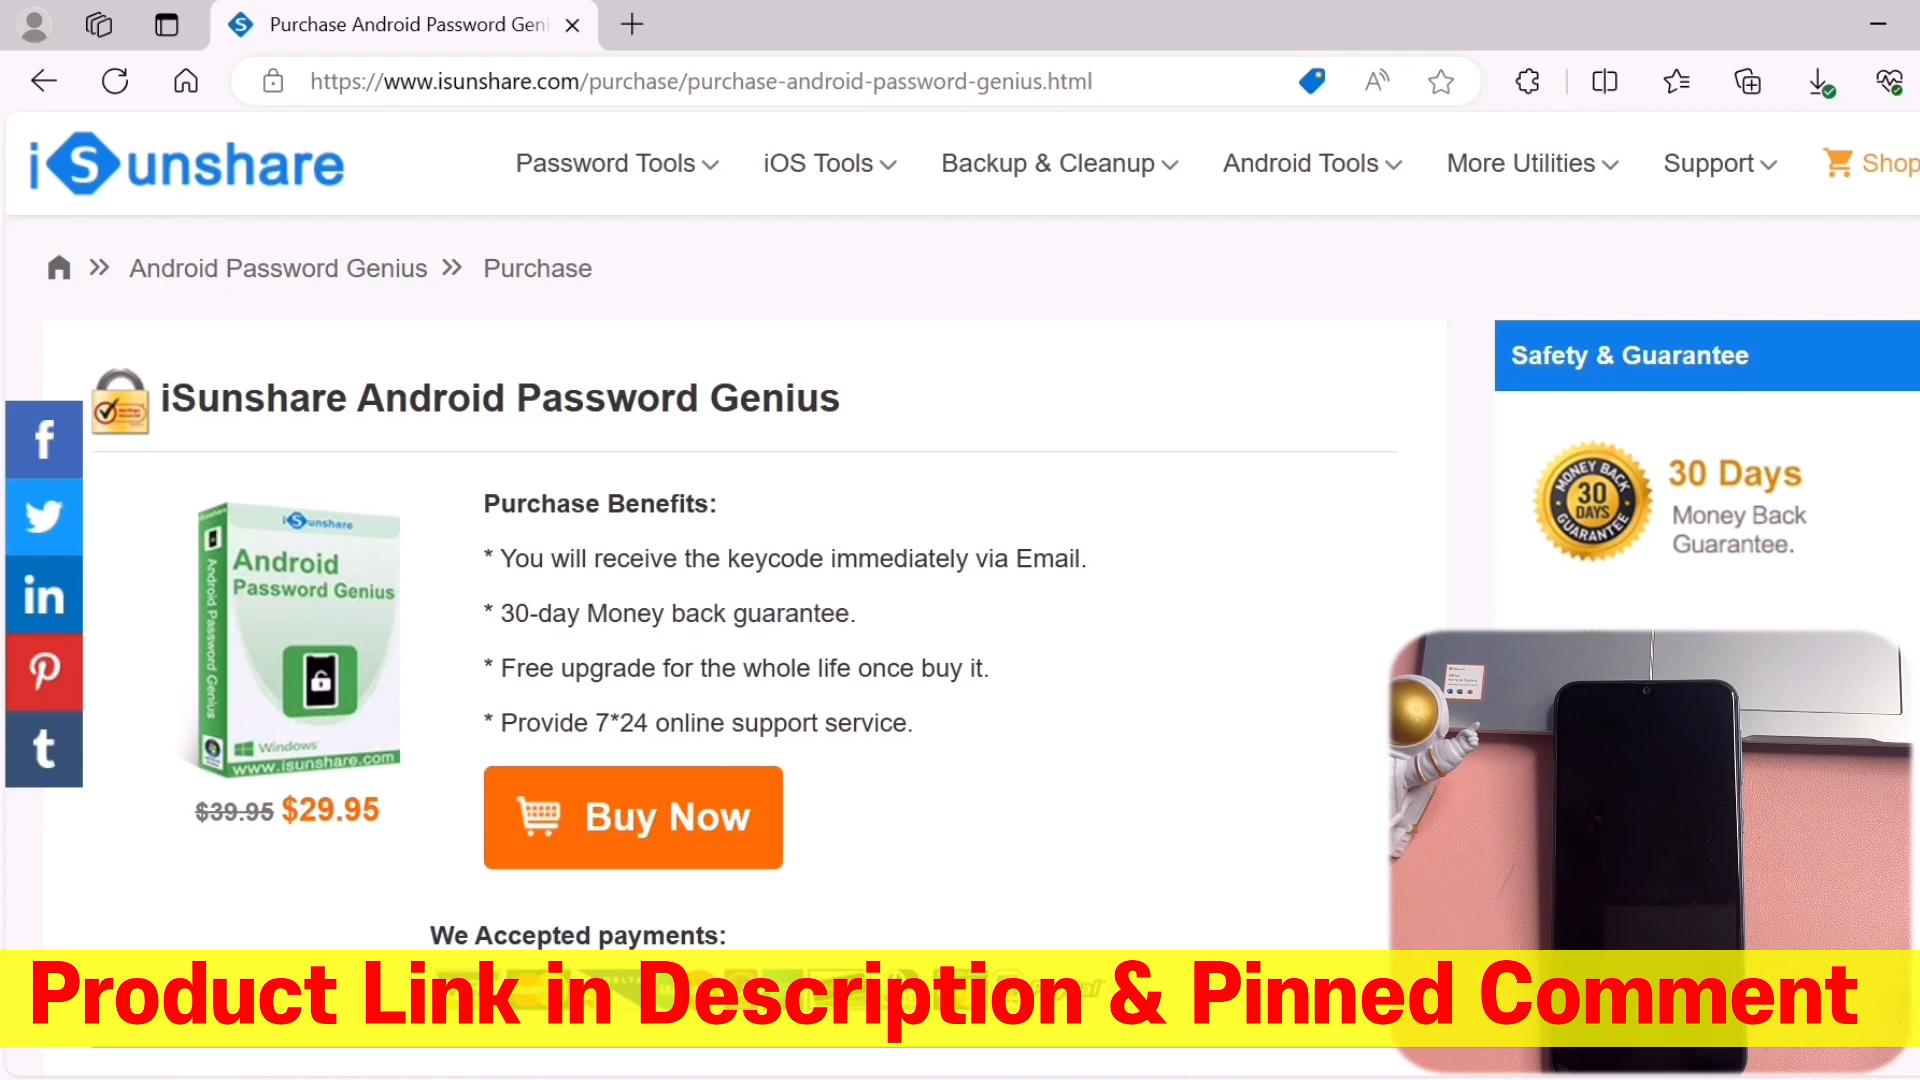 Purchase Android Password Geni
https://www.isunshare.com/purchase/purchase-android-password-genius.html
iSunshare
Password Tools
iOS Tools
Backup & Cleanup
Android Tools
More Utilities
Support
Shop
Android Password Genius
Purchase
iSunshare Android Password Genius
Safety & Guarantee
MONEY BACK
30
DAYS
GUARANTEE
30 Days
Money Back
Guarantee.
iSunshare
Android
Password Genius
Android Password Genius
Windows
www.isunshare.com
$39.95 $29.95
Purchase Benefits:
* You will receive the keycode immediately via Email.
* 30-day Money back guarantee.
* Free upgrade for the whole life once buy it.
* Provide 7*24 online support service.
Buy Now
We Accepted payments:
Product Link in Description & Pinned Comment